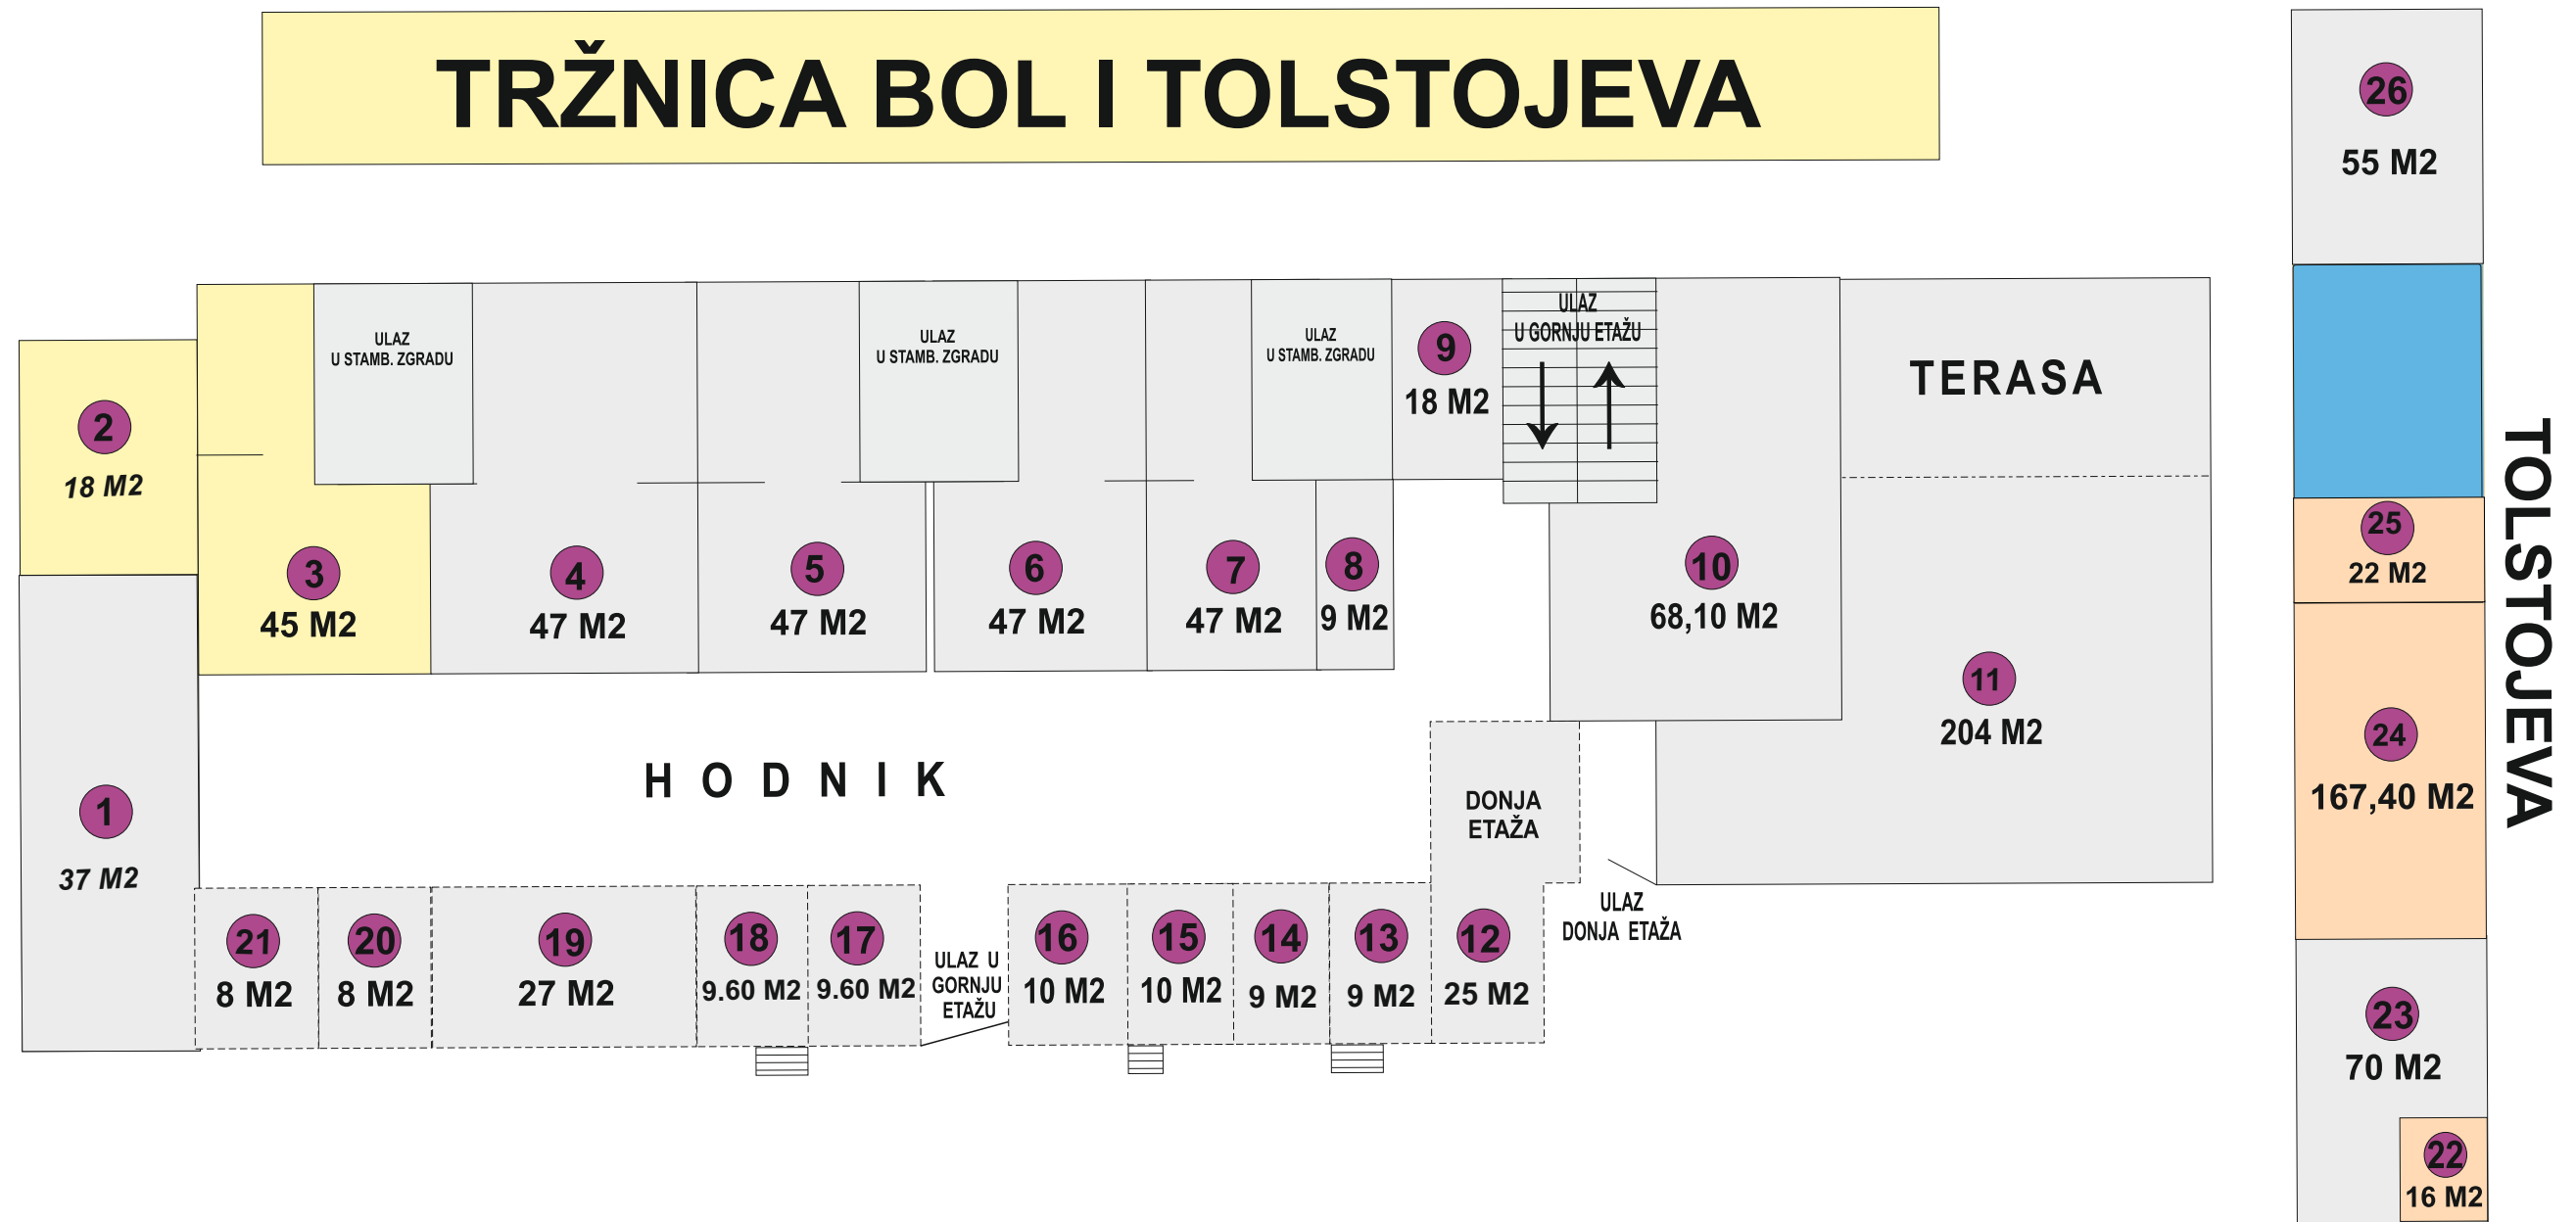 TRŽNICA BOL I TOLSTOJEVA
26
55 M2
ULAZ
U STAMB. ZGRADU
ULAZ
U STAMB. ZGRADU
ULAZ
U STAMB. ZGRADU
9
18 M2
ULAZ
U GORNJU ETAŽU
TERASA
2
18 M2
3
45 M2
4
47 M2
5
47 M2
6
47 M2
7
47 M2
8
9 M2
10
68,10 M2
11
204 M2
25
22 M2
24
167,40 M2
TOLSTOJEVA
1
37 M2
HODNIK
DONJA
ETAŽA
21
8 M2
20
8 M2
19
27 M2
18
9.60 M2
17
9.60 M2
ULAZ U
GORNJU
ETAŽU
16
10 M2
15
10 M2
14
9 M2
13
9 M2
12
25 M2
ULAZ
DONJA ETAŽA
23
70 M2
22
16 M2